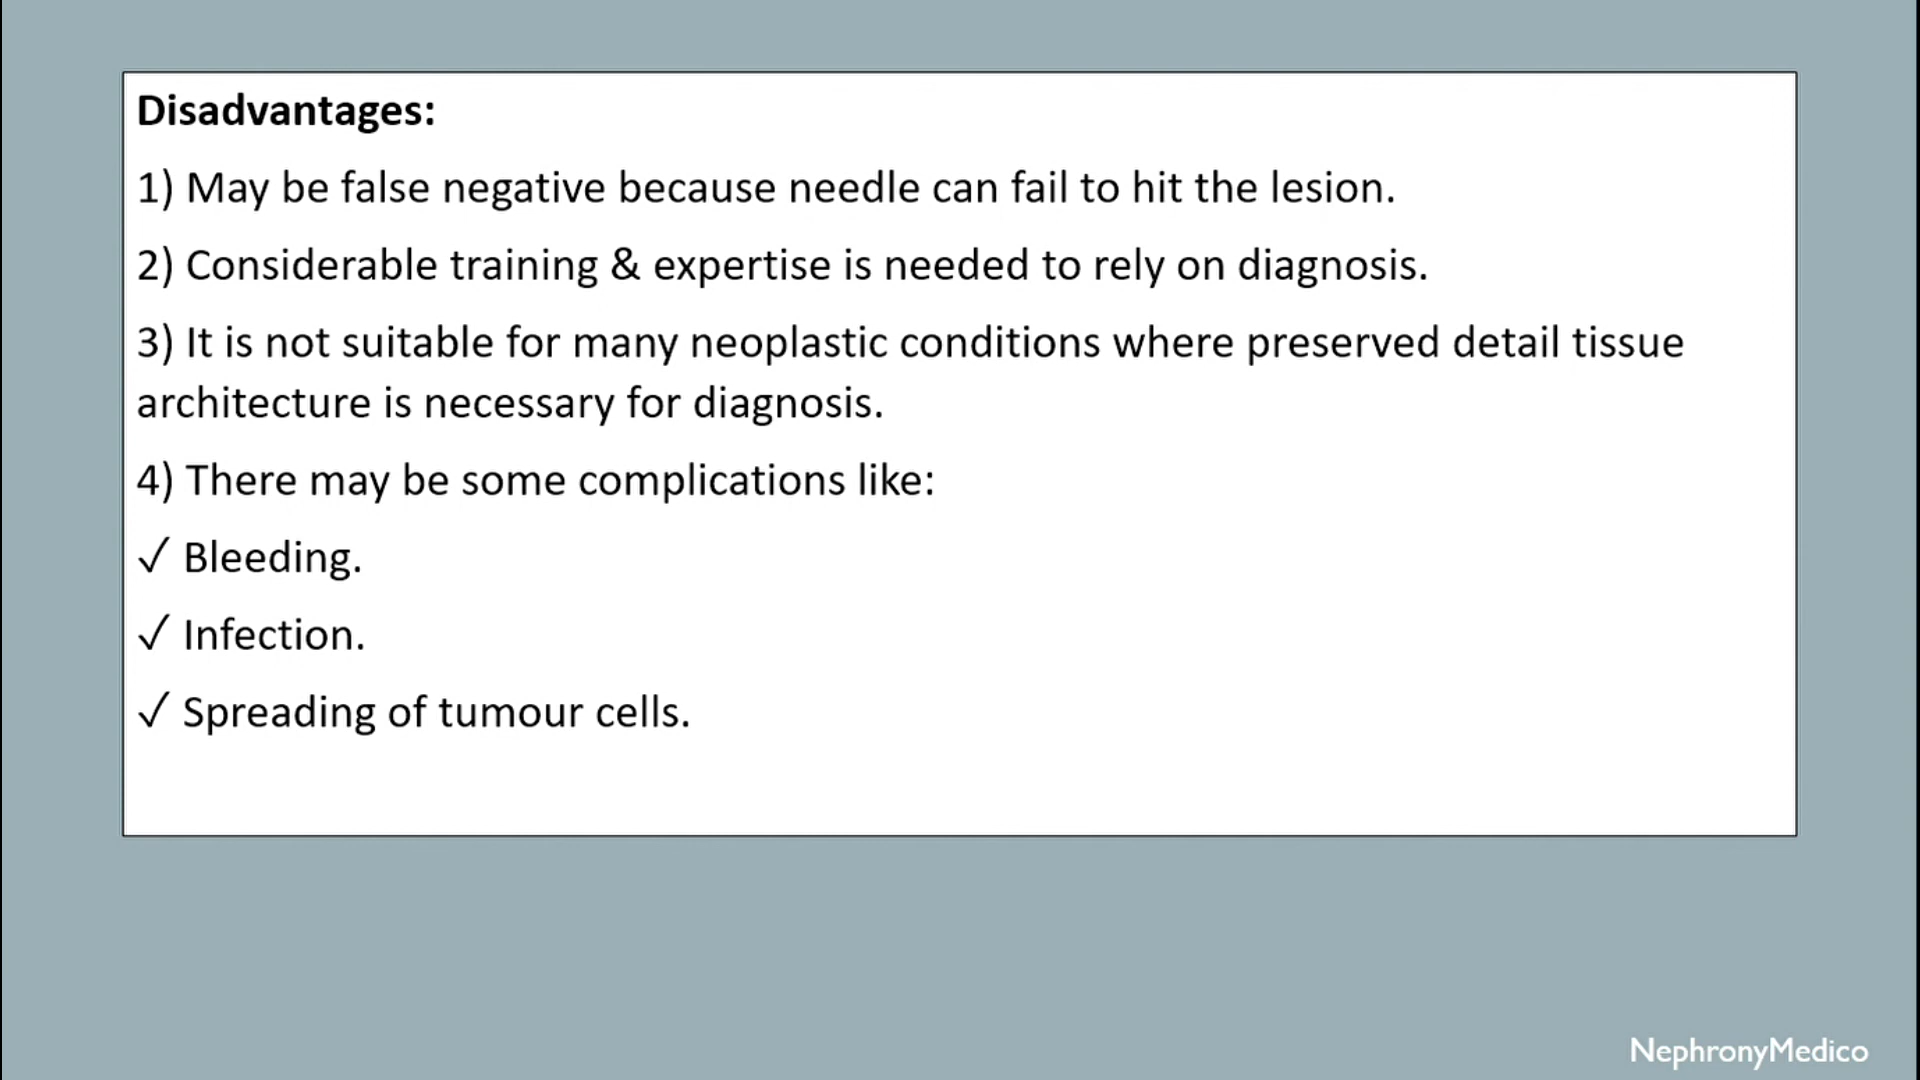 Disadvantages:
1) May be false negative because needle can fail to hit the lesion.
2) Considerable training & expertise is needed to rely on diagnosis.
3) It is not suitable for many neoplastic conditions where preserved detail tissue
architecture is necessary for diagnosis.
4) There may be some complications like:
✓ Bleeding.
✓ Infection.
✓ Spreading of tumour cells.
NephronyMedico